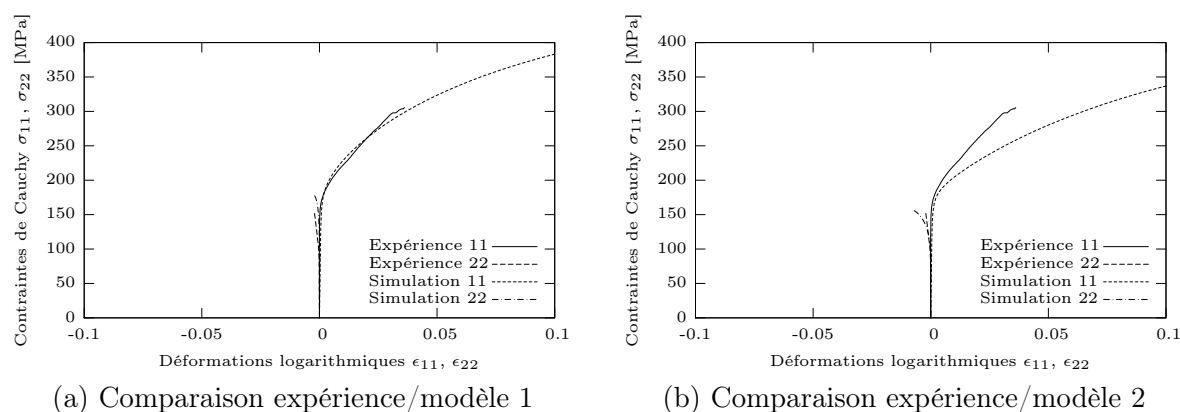 Contraintes de Cauchy σ11, σ22 [MPa]
400
350
300
250
200
150
100
50
0
Expérience 11
Expérience 22
Simulation 11
Simulation 22
-0.1
-0.05
0
0.05
0.1
Déformations logarithmiques ϵ11, ϵ22
(a) Comparaison expérience/modèle 1
Contraintes de Cauchy σ11, σ22 [MPa]
400
350
300
250
200
150
100
50
0
Expérience 11
Expérience 22
Simulation 11
Simulation 22
-0.1
-0.05
0
0.05
0.1
Déformations logarithmiques ϵ11, ϵ22
(b) Comparaison expérience/modèle 2